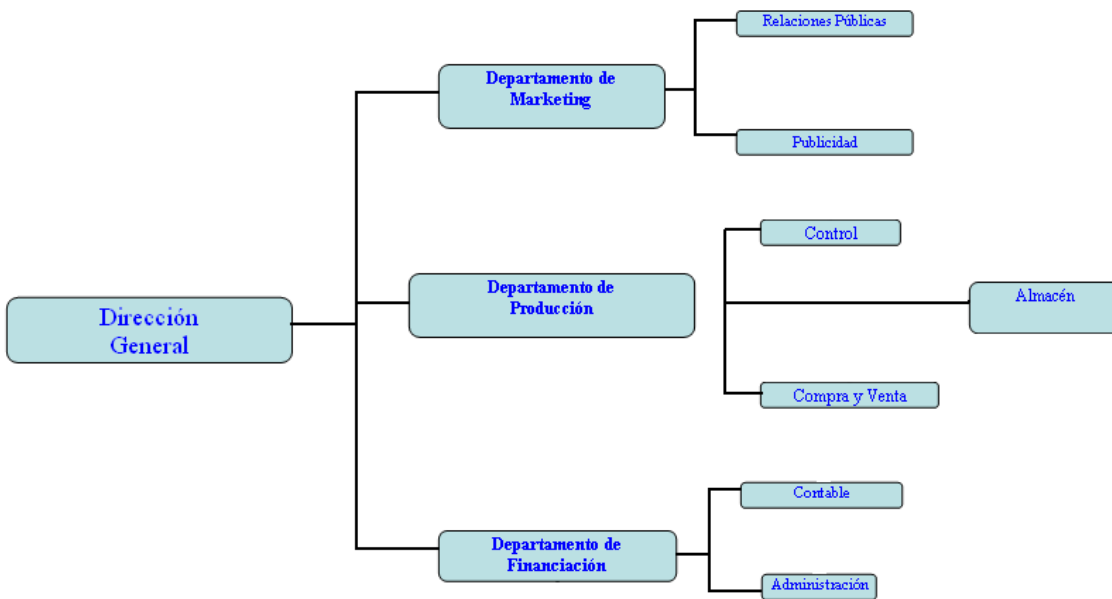 Relaciones Públicas
Departamento de
Marketing
Publicidad
Control
Departamento de
Producción
Almacén
Dirección
General
Compra y Venta
Contable
Departamento de
Financiación
Administración